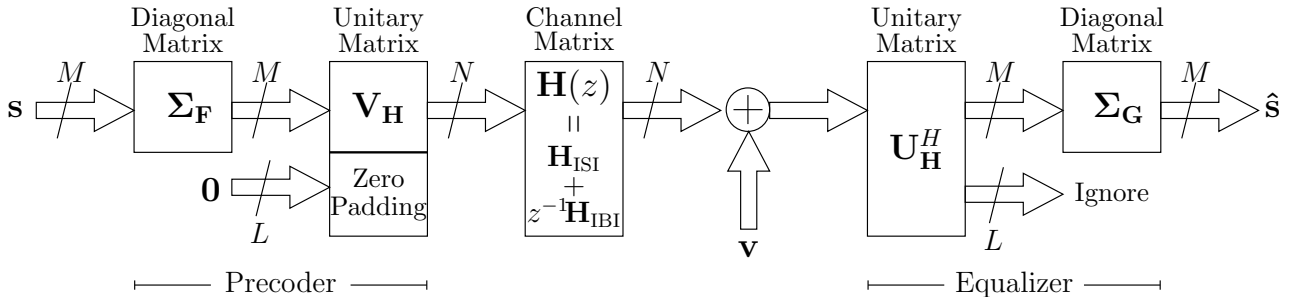 Diagonal Matrix
Unitary Matrix
Channel Matrix
Unitary Matrix
Diagonal Matrix
s
M
Σ_F
M
V_H
N
H(z)
=
H_ISI
+
z^{-1}H_IBI
N
+
v
U_H^H
M
Σ_G
M
ŝ
0
L
Zero
Padding
L
Ignore
Precoder
Equalizer